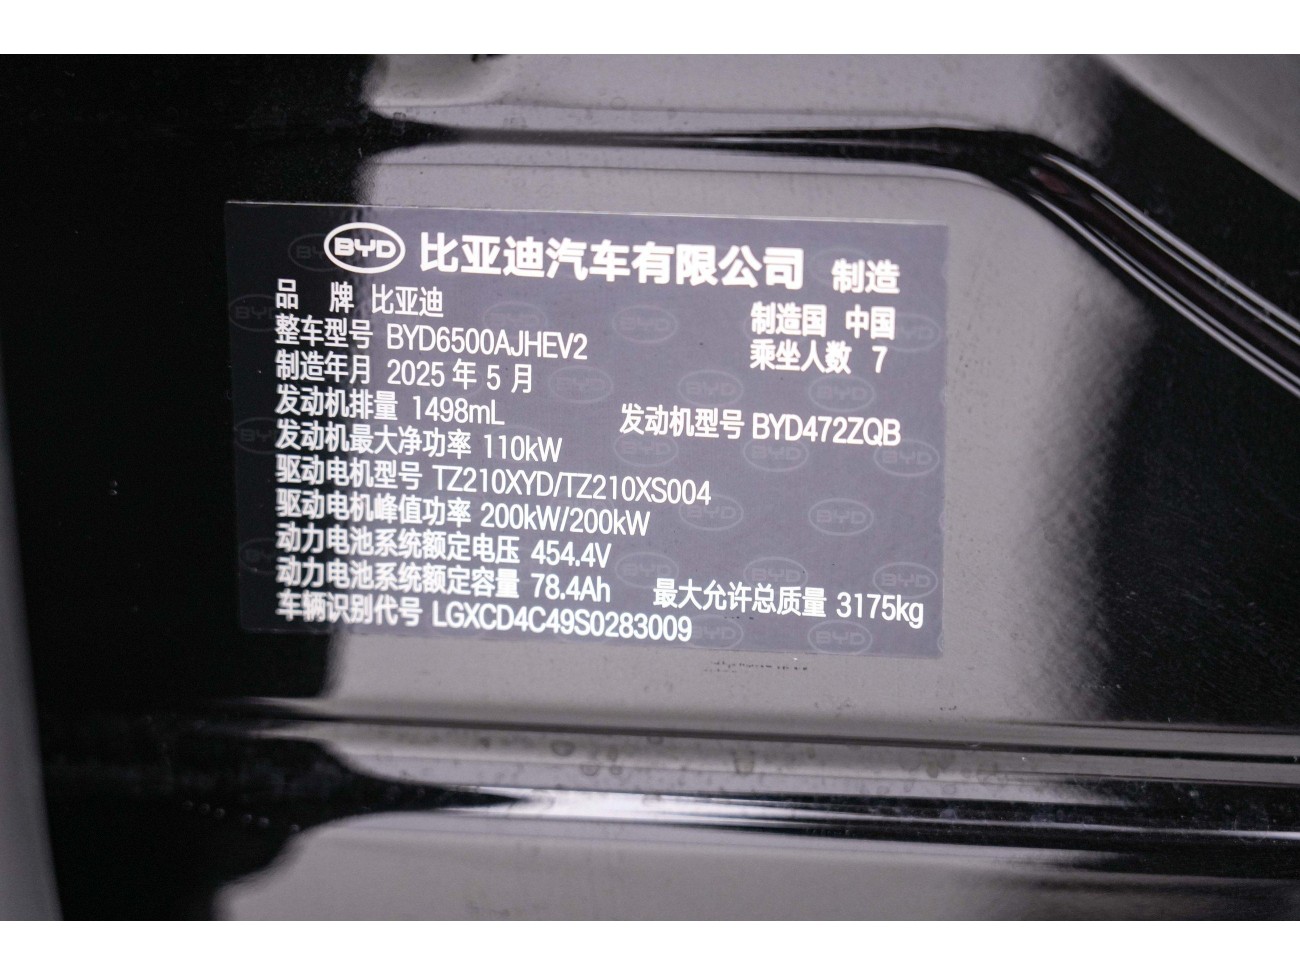 BYD 比亚迪汽车有限公司 制造
品 牌 比亚迪
制造国 中国
整车型号 BYD6500AJHEV2
乘坐人数 7
制造年月 2025 年 5 月
发动机排量 1498mL
发动机型号 BYD472ZQB
发动机最大净功率 110kW
驱动电机型号 TZ210XYD/TZ210XS004
驱动电机峰值功率 200kW/200kW
动力电池系统额定电压 454.4V
动力电池系统额定容量 78.4Ah
最大允许总质量 3175kg
车辆识别代号 LGXCD4C49S0283009